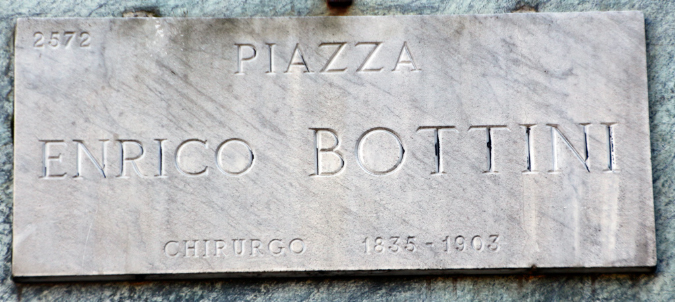 2572
PIAZZA
ENRICO BOTTINI
CHIRURGO 1835-1903